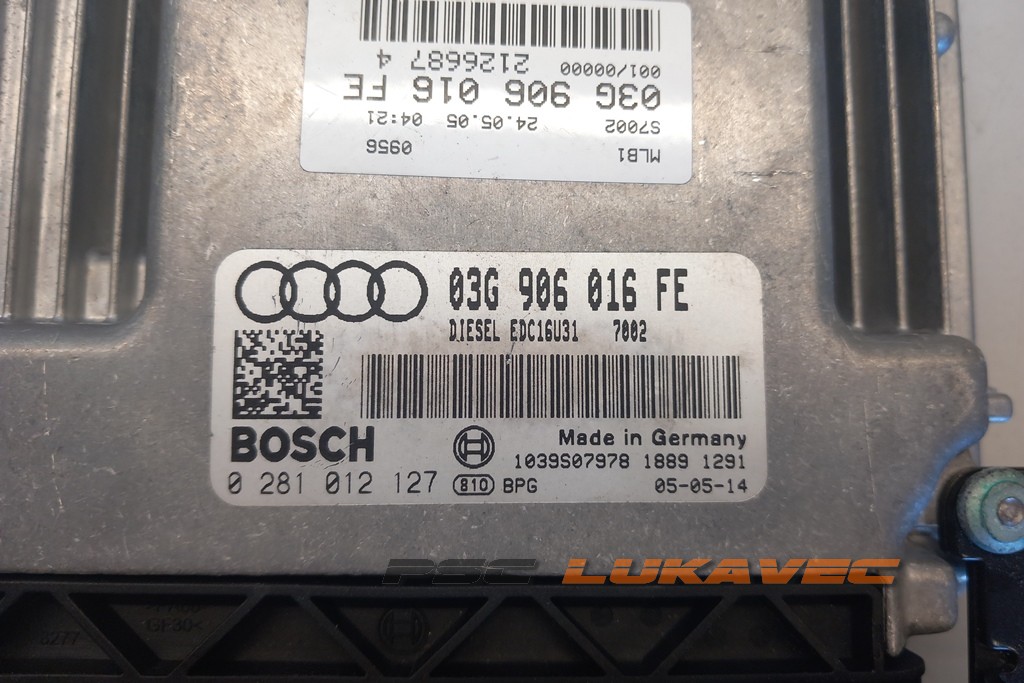 MLB1 0956
S7002 24.05.05 04:21
03G 906 016 FE
001/00000 2126687 4
03G 906 016 FE
DIESEL EDC16U31 7002
BOSCH
Made in Germany
1039S07978 1889 1291
0 281 012 127 810 BPG 05-05-14
PSC LUKAVEC
GF30<